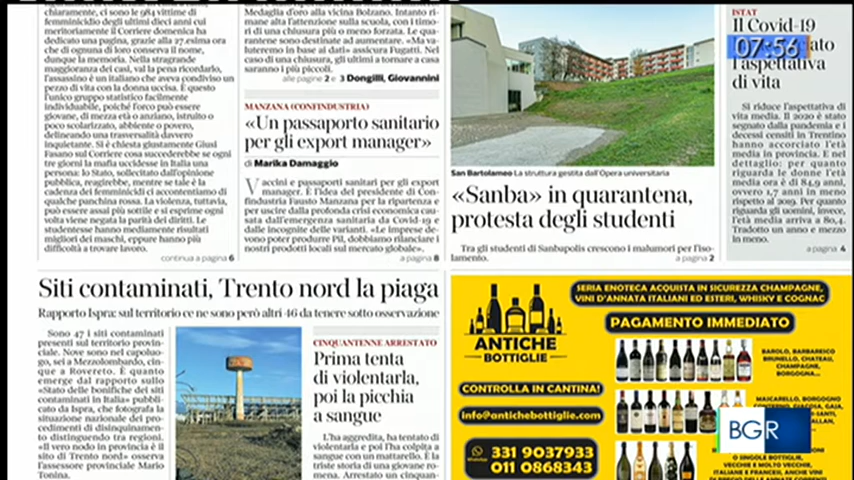 chiaramente, ci sono le 984 vittime di
femminicidio degli ultimi dieci anni cui
meritoriamente il Corriere domenica ha
dedicato una pagina, grazie alla 27 esima ora
che di ognuna di loro conserva il nome,
dunque la memoria. Nella stragrande
maggioranza dei casi, val la pena ricordarlo,
l'assassino è un italiano che aveva condiviso un
pezzo di vita con la donna uccisa. È questo
l'unico gruppo statistico facilmente
individuabile, poiché forco può essere
giovane, di mezza età o anziano, istruito o
poco scolarizzato, abbiente o povero,
delineando una trasversalità davvero
inquietante. Si è chiesta giustamente Giusi
Fasano sul Corriere cosa succederebbe se ogni
tre giorni la mafia uccidesse in Italia una
persona: lo Stato, sollecitato dall'opinione
pubblica, reagirebbe, mentre se tale è la
cadenza dei femminicidi ci accontentiamo di
qualche panchina rossa. La violenza, tuttavia,
può essere assai più sottile e si esprime ogni
volta viene negata la parità dei diritti. Le
studentesse hanno mediamente risultati
migliori dei maschi, eppure hanno più
difficoltà a trovare lavoro.
continua a pagina 6
Medaglia d'oro alla vicina Bolzano. Intanto ri-
mane alta l'attenzione sulla scuola, con i timo-
ri di una chiusura più o meno forzata. Le qua-
rantene sono destinate ad aumentare. «Ma va-
luteremo in base ai dati» assicura Fugatti. Nel
caso di una chiusura, gli ultimi a tornare a casa
saranno i più piccoli.
alle pagine 2 e 3 Dongilli, Giovannini
MANZANA (CONFINDUSTRIA)
«Un passaporto sanitario
per gli export manager»
di Marika Damaggio
Vaccini e passaporti sanitari per gli export
manager. È l'idea del presidente di Con-
findustria Fausto Manzana per la ripartenza e
per uscire dalla profonda crisi economica cau-
sata dall'emergenza sanitaria da Covid-19 e
dalle incognite delle varianti. «Le imprese de-
vono poter produrre Pil, dobbiamo rilanciare i
nostri prodotti locali sul mercato globale».
a pagina 8
San Bartolameo La struttura gestita dall'Opera universitaria
«Sanba» in quarantena,
protesta degli studenti
Tra gli studenti di Sanbapolis crescono i malumori per l'iso-
lamento.
a pagina 2
ISTAT
Il Covid-19
07:56
l'aspettativa
di vita
Si riduce l'aspettativa di
vita media. Il 2020 è stato
segnato dalla pandemia e i
decessi censiti in Trentino
hanno accorciato l'età
media in provincia. E nel
dettaglio: per quanto
riguarda le donne l'età
media ora è di 84,9 anni,
ovvero 1,7 anni in meno
rispetto al 2019. Per quanto
riguarda gli uomini, invece,
l'età media arriva a 80,4.
Tradotto un anno e mezzo
in meno.
a pagina 4
Siti contaminati, Trento nord la piaga
Rapporto Ispra: sul territorio ce ne sono però altri 46 da tenere sotto osservazione
Sono 47 i siti contaminati
presenti sul territorio provin-
ciale. Nove sono nel capoluo-
go, sei a Mezzolombardo, cin-
que a Rovereto. È quanto
emerge dal rapporto sullo
«Stato delle bonifiche dei siti
contaminati in Italia» pubbli-
cato da Ispra, che fotografa la
situazione nazionale dei pro-
cedimenti di disinquinamen-
to distinguendo tra regioni.
«Il vero nodo in provincia è il
sito di Trento nord» osserva
l'assessore provinciale Mario
Tonina.
CINQUANTENNE ARRESTATO
Prima tenta
di violentarla,
poi la picchia
a sangue
L'ha aggredita, ha tentato di
violentarla e poi l'ha colpita a
sangue con un mattarello. È la
triste storia di una giovane ro-
mena. Arrestato un cinquan-
ANTICHE
BOTTIGLIE
SERIA ENOTECA ACQUISTA IN SICUREZZA CHAMPAGNE,
VINI D'ANNATA ITALIANI ED ESTERI, WHISKY E COGNAC
PAGAMENTO IMMEDIATO
CONTROLLA IN CANTINA!
info@antichebottiglie.com
WhatsApp
331 9037933
011 0868343
BAROLO, BARBARESCO
BRUNELLO, CHATEAU,
CHAMPAGNE,
BORGOGNA...
MACARELLO, BORGOGNO
BGR
O SINGOLE BOTTIGLIE,
VECCHIE E MOLTO VECCHIE,
ITALIANE E FRANCESI, ANCHE VINI